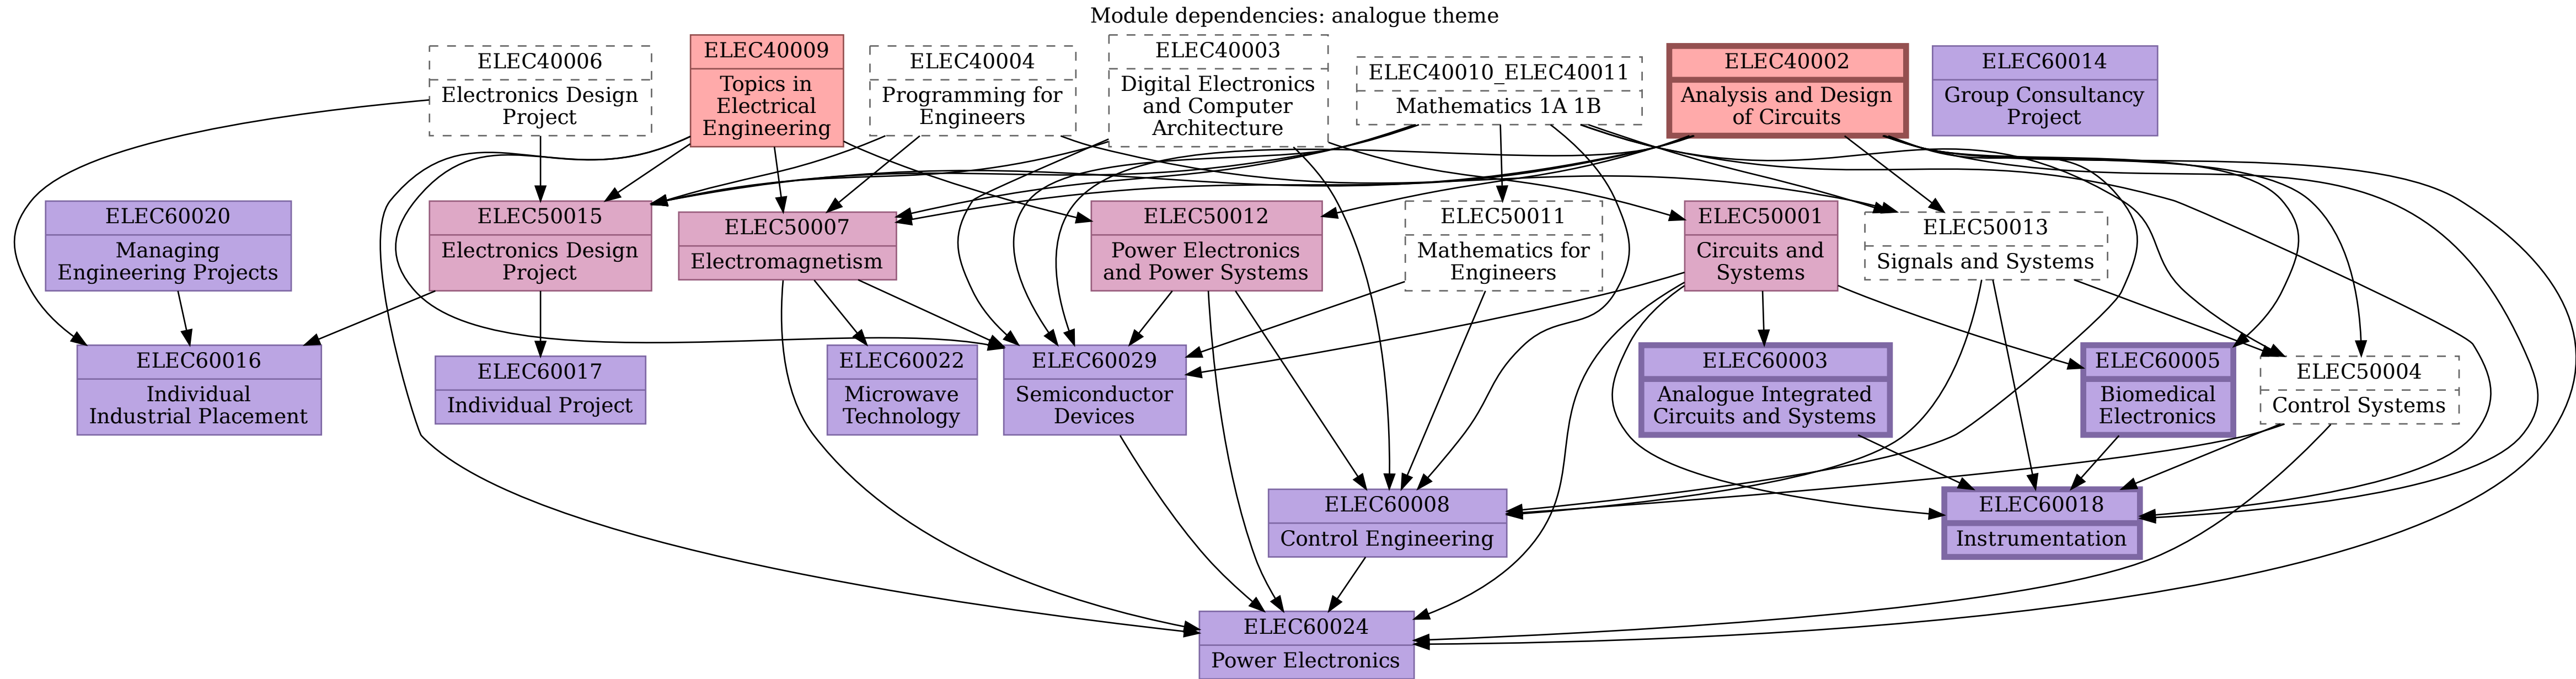 Module dependencies: analogue theme
ELEC40006
Electronics Design
Project
ELEC40009
Topics in
Electrical
Engineering
ELEC40004
Programming for
Engineers
ELEC40003
Digital Electronics
and Computer
Architecture
ELEC40010_ELEC40011
Mathematics 1A 1B
ELEC40002
Analysis and Design
of Circuits
ELEC60014
Group Consultancy
Project
ELEC60020
Managing
Engineering Projects
ELEC50015
Electronics Design
Project
ELEC50007
Electromagnetism
ELEC50012
Power Electronics
and Power Systems
ELEC50011
Mathematics for
Engineers
ELEC50001
Circuits and
Systems
ELEC50013
Signals and Systems
ELEC60016
Individual
Industrial Placement
ELEC60017
Individual Project
ELEC60022
Microwave
Technology
ELEC60029
Semiconductor
Devices
ELEC60003
Analogue Integrated
Circuits and Systems
ELEC60005
Biomedical
Electronics
ELEC50004
Control Systems
ELEC60008
Control Engineering
ELEC60018
Instrumentation
ELEC60024
Power Electronics